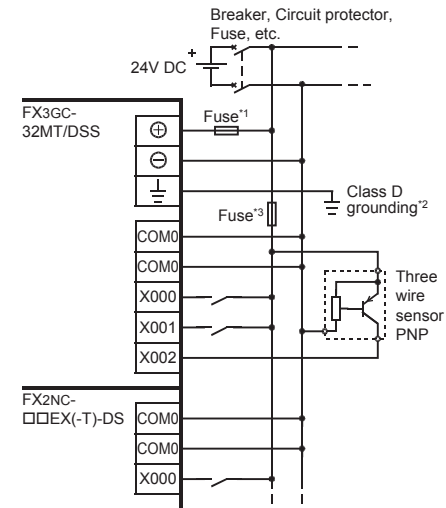 Breaker, Circuit protector,
Fuse, etc.
+
24V DC
FX3GC-
32MT/DSS
Fuse*1
⊕
⊖
Class D
grounding*2
Fuse*3
COM0
COM0
X000
X001
X002
Three
wire
sensor
PNP
FX2NC-
□□EX(-T)-DS
COM0
COM0
X000